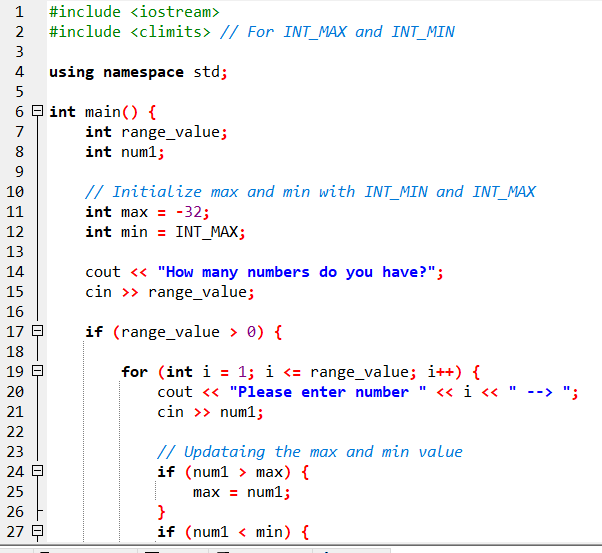 1 #include <iostream>
2 #include <climits> // For INT_MAX and INT_MIN
3
4 using namespace std;
5
6 int main() {
7     int range_value;
8     int num1;
9
10     // Initialize max and min with INT_MIN and INT_MAX
11     int max = -32;
12     int min = INT_MAX;
13
14     cout << "How many numbers do you have?";
15     cin >> range_value;
16
17     if (range_value > 0) {
18
19         for (int i = 1; i <= range_value; i++) {
20             cout << "Please enter number " << i << " --> ";
21             cin >> num1;
22
23             // Updataing the max and min value
24             if (num1 > max) {
25                 max = num1;
26             }
27             if (num1 < min) {